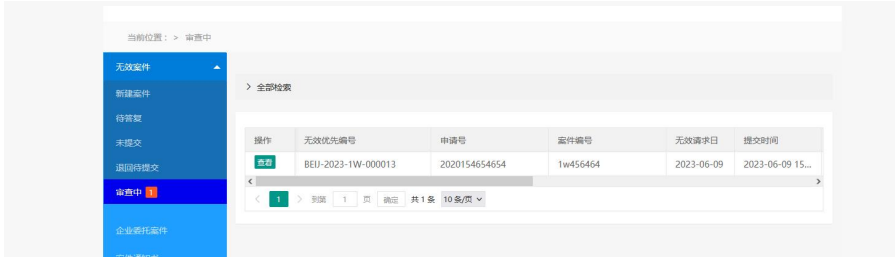 当前位置： > 审查中
无效案件
新建案件
待答复
未提交
退回待提交
审查中 1
企业委托案件
全部检索
操作 无效优先编号 申请号 案件编号 无效请求日 提交时间
查看 BEIJ-2023-1W-000013 2020154654654 1w456464 2023-06-09 2023-06-09 15...
1 到第 1 页 确定 共 1 条 10 条/页